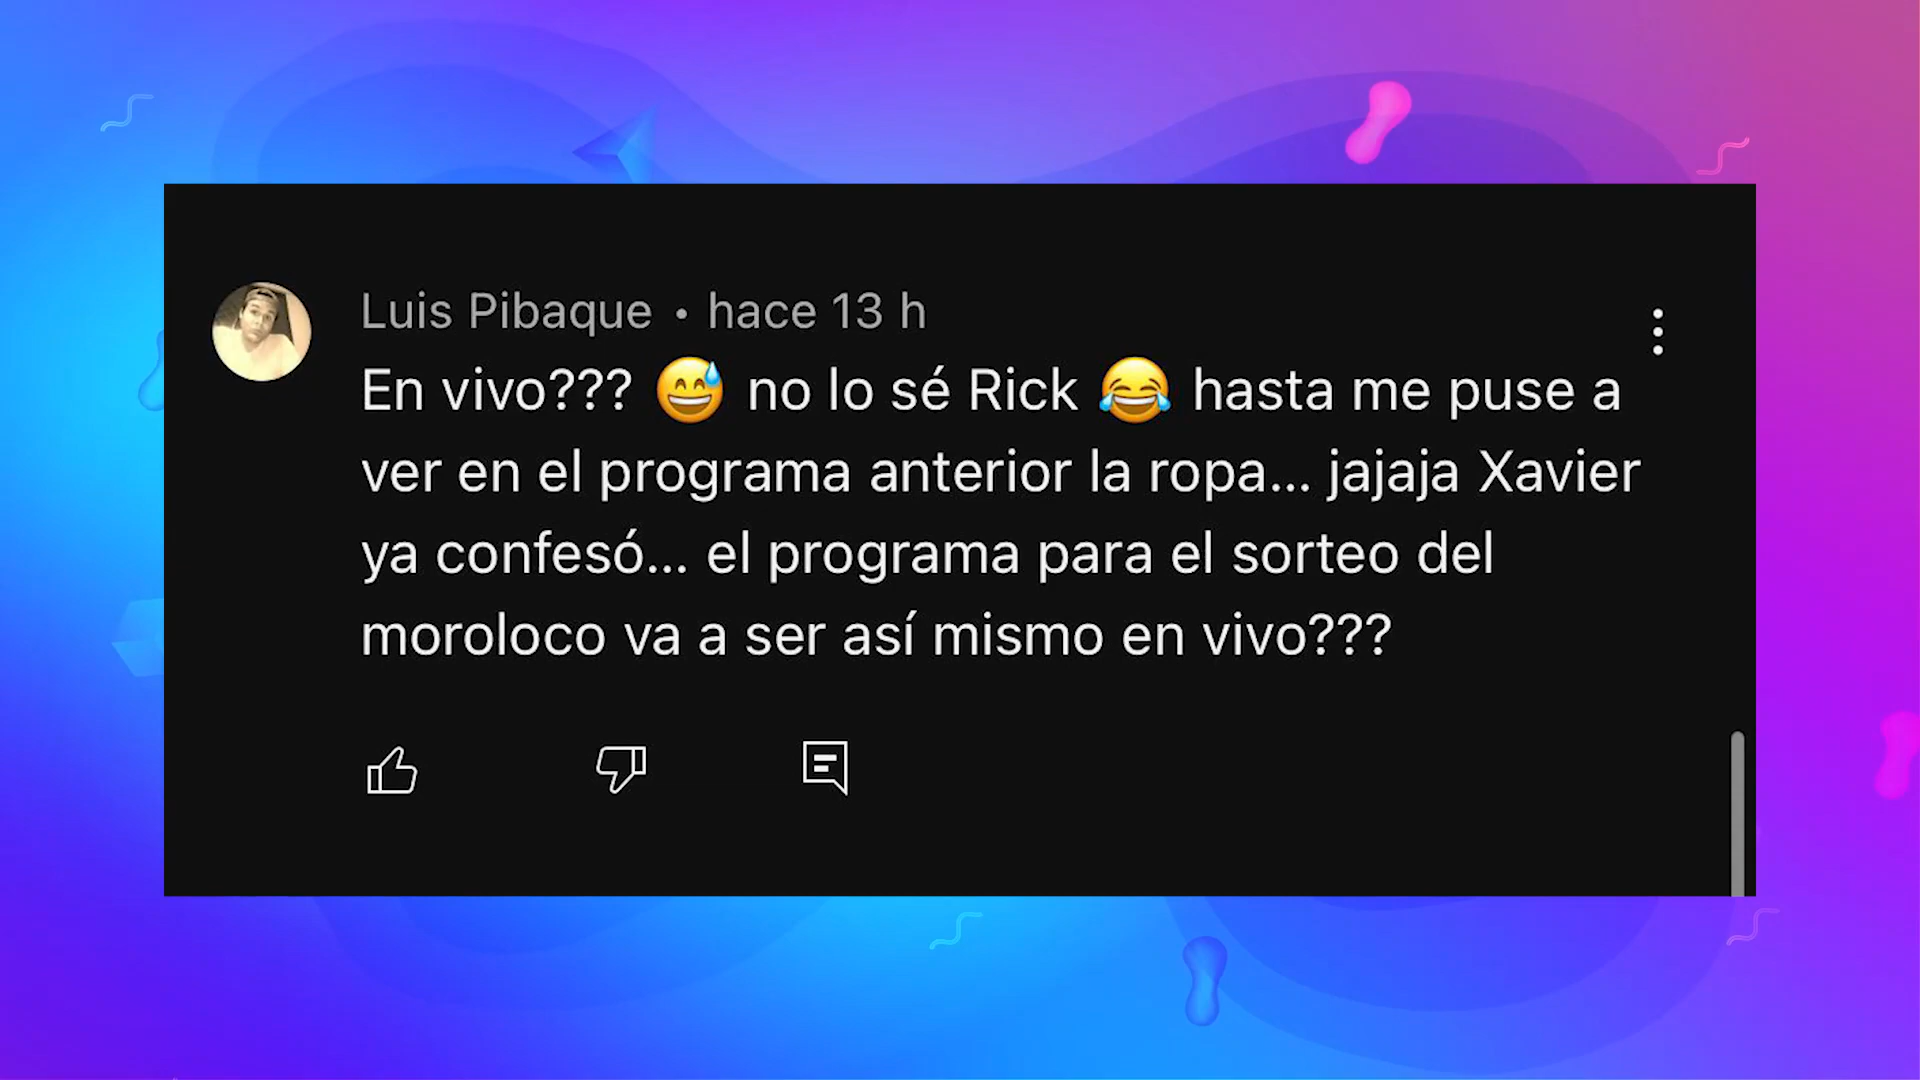 Luis Pibaque • hace 13 h
En vivo??? 😅 no lo sé Rick 😂 hasta me puse a
ver en el programa anterior la ropa... jajaja Xavier
ya confesó... el programa para el sorteo del
moroloco va a ser así mismo en vivo???